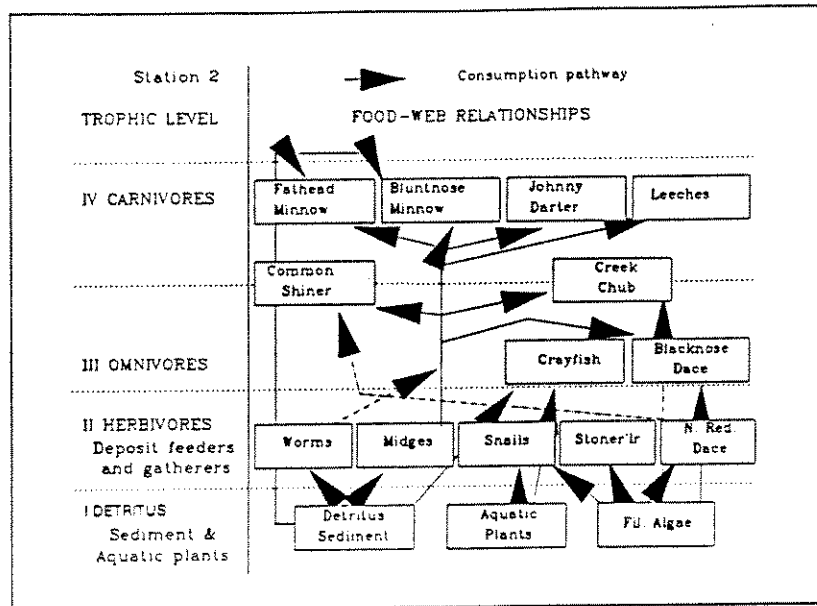 Station 2
Consumption pathway
TROPHIC LEVEL
FOOD-WEB RELATIONSHIPS
IV CARNIVORES
Fathead
Minnow
Bluntnose
Minnow
Johnny
Darter
Leeches
Common
Shiner
Creek
Chub
III OMNIVORES
Crayfish
Blacknose
Dace
II HERBIVORES
Deposit feeders
and gatherers
Worms
Midges
Snails
Stoner'lr
N. Red.
Dace
I DETRITUS
Sediment &
Aquatic plants
Detritus
Sediment
Aquatic
Plants
Fil. Algae